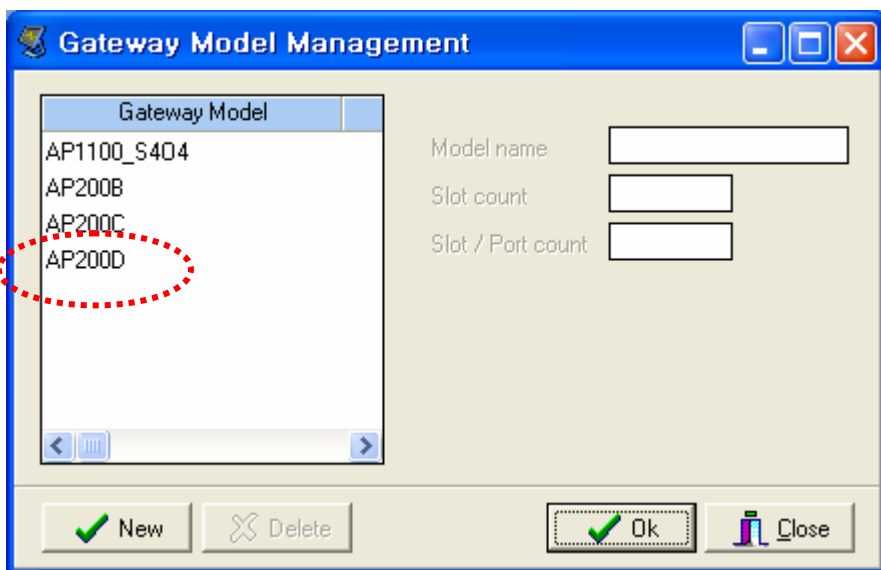 Gateway Model Management
Gateway Model
AP1100_S4O4
AP200B
AP200C
AP200D
Model name
Slot count
Slot / Port count
New
Delete
Ok
Close